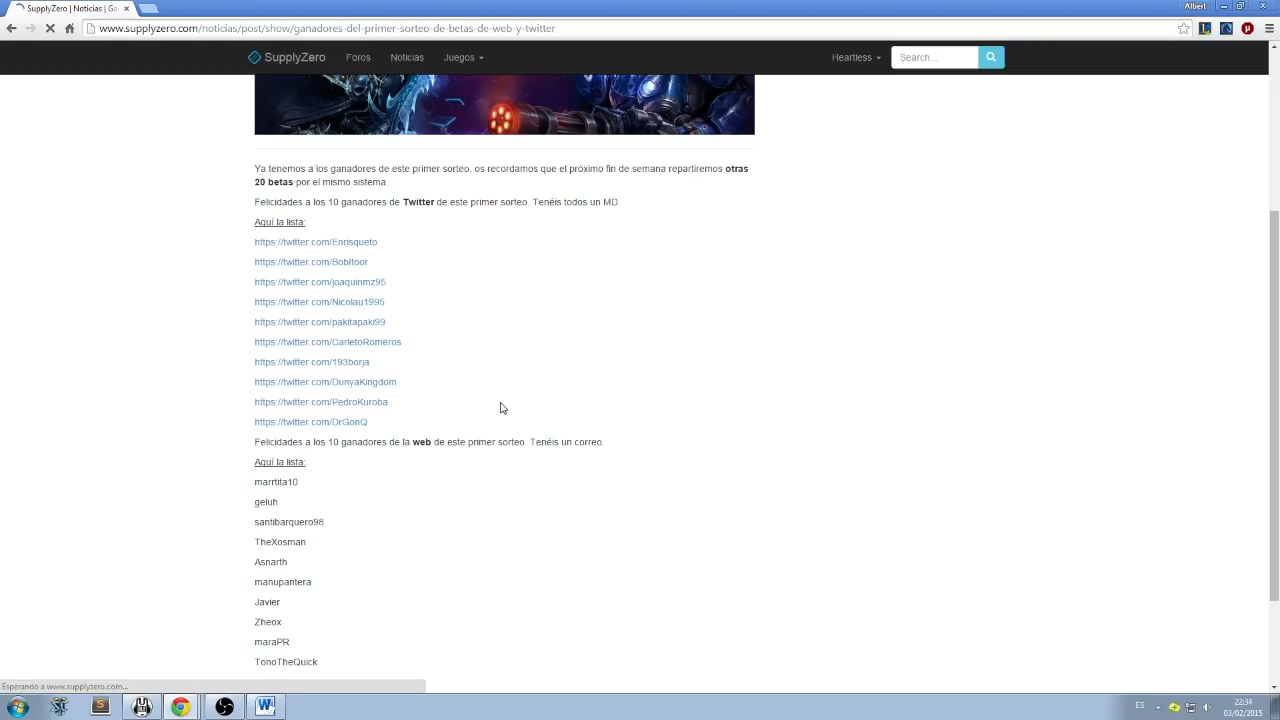 SupplyZero | Noticias | Ga
Albert
www.supplyzero.com/noticias/post/show/ganadores-del-primer-sorteo-de-betas-de-web-y-twitter
SupplyZero Foros Noticias Juegos Heartless Search...
Ya tenemos a los ganadores de este primer sorteo, os recordamos que el próximo fin de semana repartiremos otras
20 betas por el mismo sistema.
Felicidades a los 10 ganadores de Twitter de este primer sorteo. Tenéis todos un MD.
Aquí la lista:
https://twitter.com/Enrisqueto
https://twitter.com/Bobltoor
https://twitter.com/joaquinmz95
https://twitter.com/Nicolau1995
https://twitter.com/pakitapaki99
https://twitter.com/CarletoRomeros
https://twitter.com/193borja
https://twitter.com/DunyaKingdom
https://twitter.com/PedroKuroba
https://twitter.com/DrGonQ
Felicidades a los 10 ganadores de la web de este primer sorteo. Tenéis un correo.
Aquí la lista:
marrtita10
geluh
santibarquero98
TheXosman
Asnarth
manupantera
Javier
Zheox
maraPR
TonoTheQuick
Esperando a www.supplyzero.com...
ES
22:34
03/02/2015